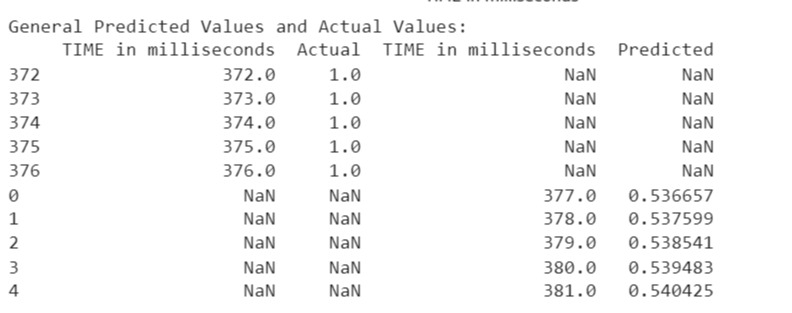 General Predicted Values and Actual Values:
TIME in milliseconds Actual TIME in milliseconds Predicted
372 372.0 1.0 NaN NaN
373 373.0 1.0 NaN NaN
374 374.0 1.0 NaN NaN
375 375.0 1.0 NaN NaN
376 376.0 1.0 NaN NaN
0 NaN NaN 377.0 0.536657
1 NaN NaN 378.0 0.537599
2 NaN NaN 379.0 0.538541
3 NaN NaN 380.0 0.539483
4 NaN NaN 381.0 0.540425